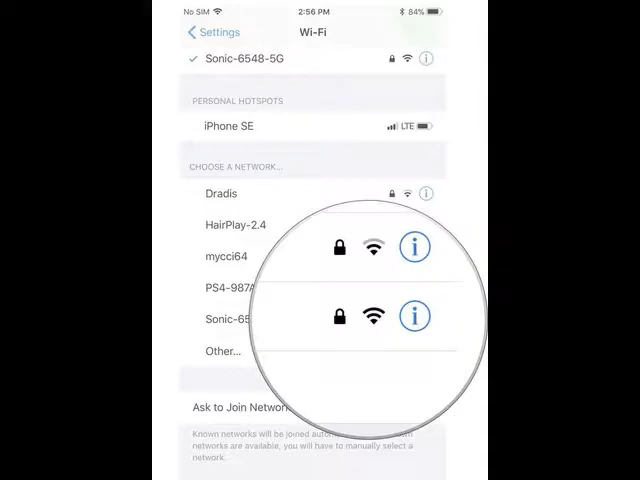 No SIM 2:56 PM 84%
Settings Wi-Fi
Sonic-6548-5G
PERSONAL HOTSPOTS
iPhone SE LTE
CHOOSE A NETWORK...
Dradis
HairPlay-2.4
mycci64
PS4-987A
Sonic-65
Other...
Ask to Join Network
Known networks will be joined
networks are available, you will have to manually select a
network.